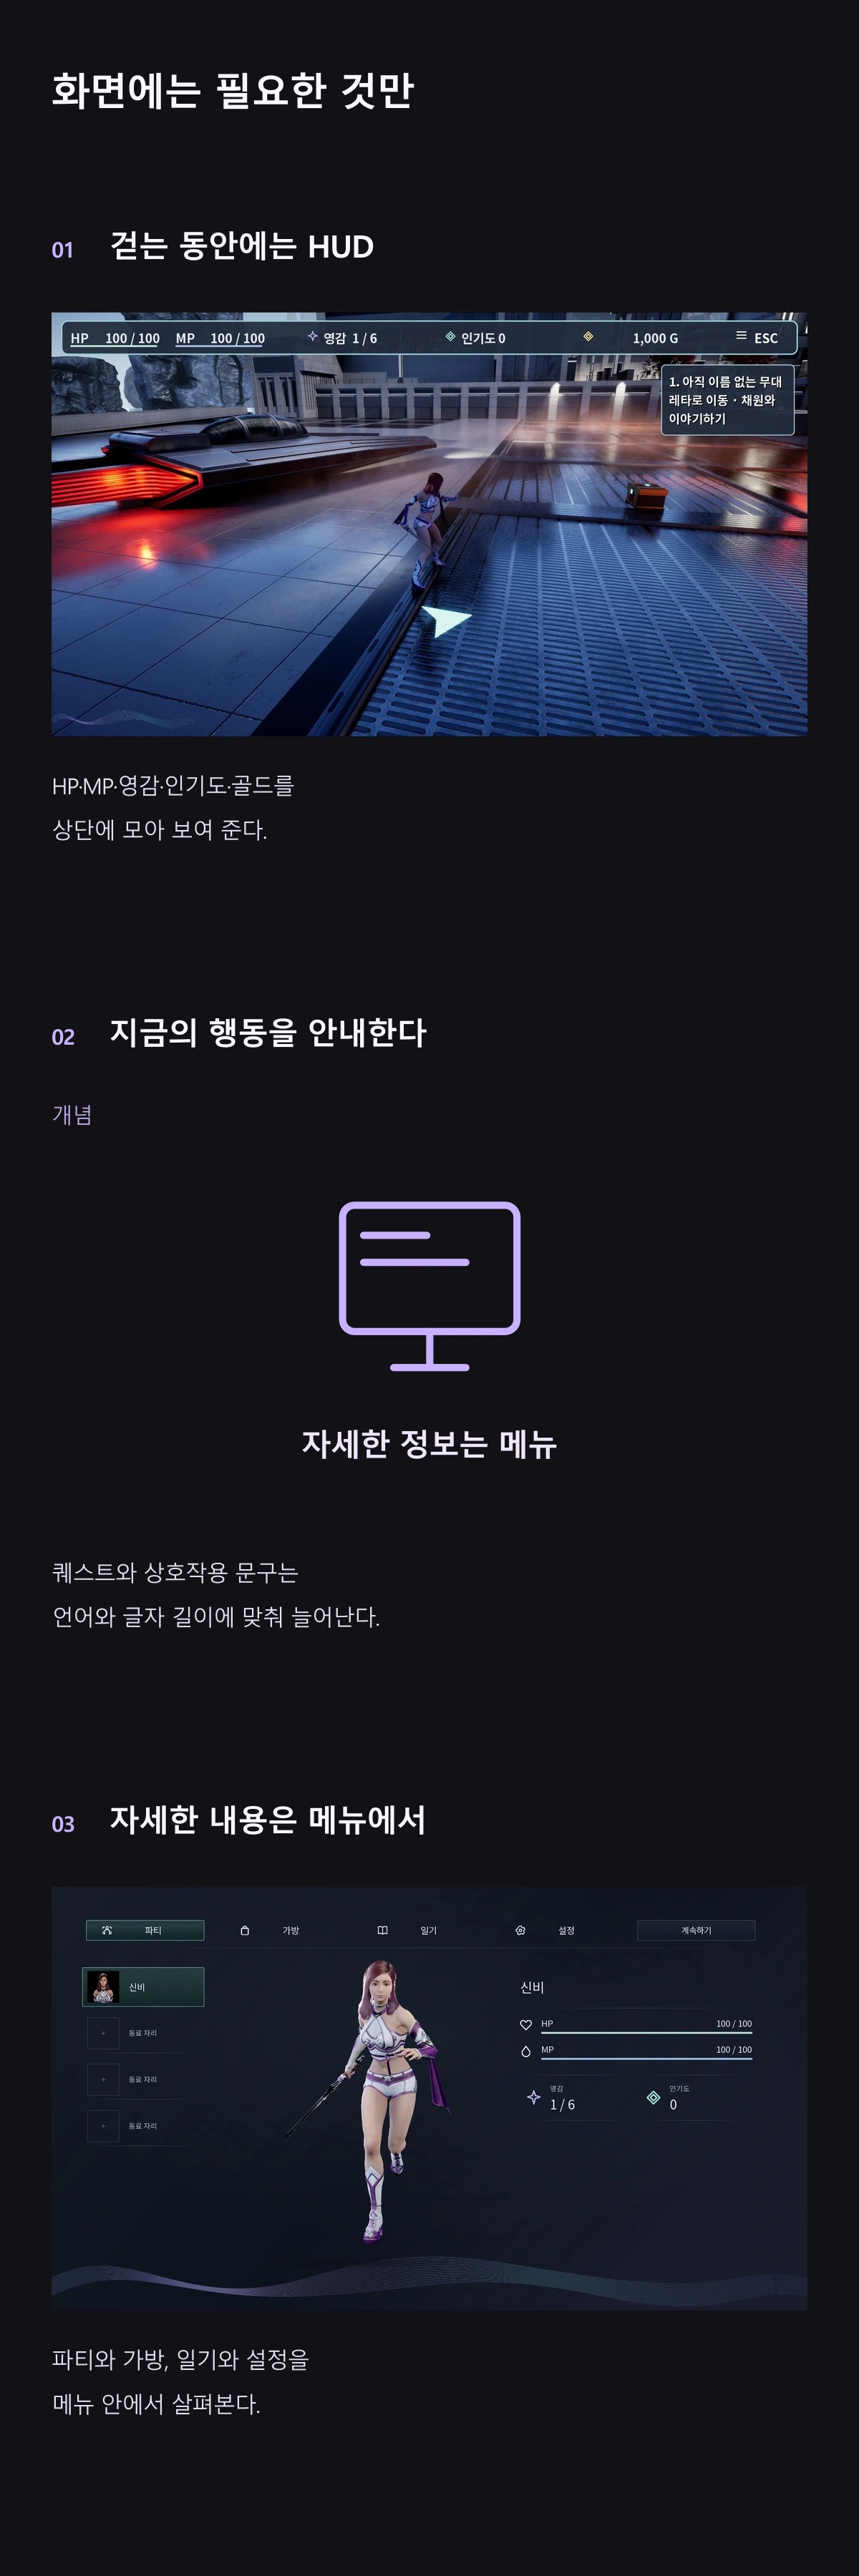 화면에는 필요한 것만
01 걷는 동안에는 HUD
HP 100 / 100 MP 100 / 100 영감 1 / 6 인기도 0 1,000 G ESC
1. 아직 이름 없는 무대
레타로 이동 · 채원와
이야기하기
HP·MP·영감·인기도·골드를
상단에 모아 보여 준다.
02 지금의 행동을 안내한다
개념
자세한 정보는 메뉴
퀘스트와 상호작용 문구는
언어와 글자 길이에 맞춰 늘어난다.
03 자세한 내용은 메뉴에서
파티 가방 일기 설정 계속하기
신비
동료 자리
동료 자리
동료 자리
신비
HP 100 / 100
MP 100 / 100
영감 인기도
1 / 6 0
파티와 가방, 일기와 설정을
메뉴 안에서 살펴본다.